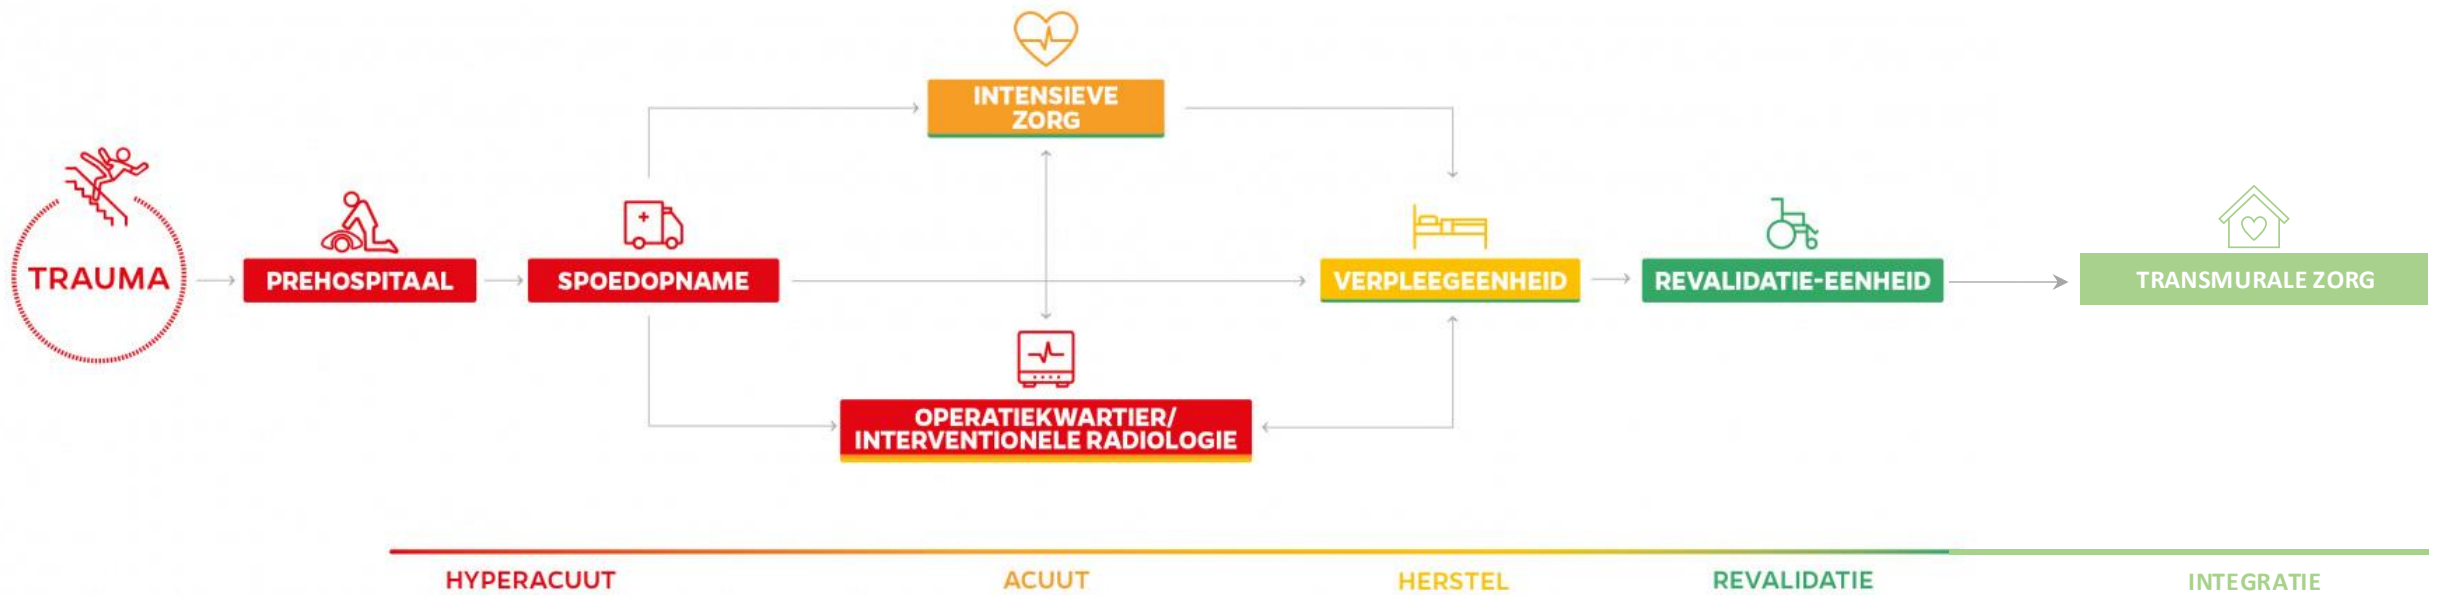 INTENSIEVE
ZORG
TRAUMA
PREHOSPITAAL
SPOEDOPNAME
VERPLEEGEENHEID
REVALIDATIE-EENHEID
TRANSMURALE ZORG
OPERATIEKWARTIER/
INTERVENTIONELE RADIOLOGIE
HYPERACUUT
ACUUT
HERSTEL
REVALIDATIE
INTEGRATIE